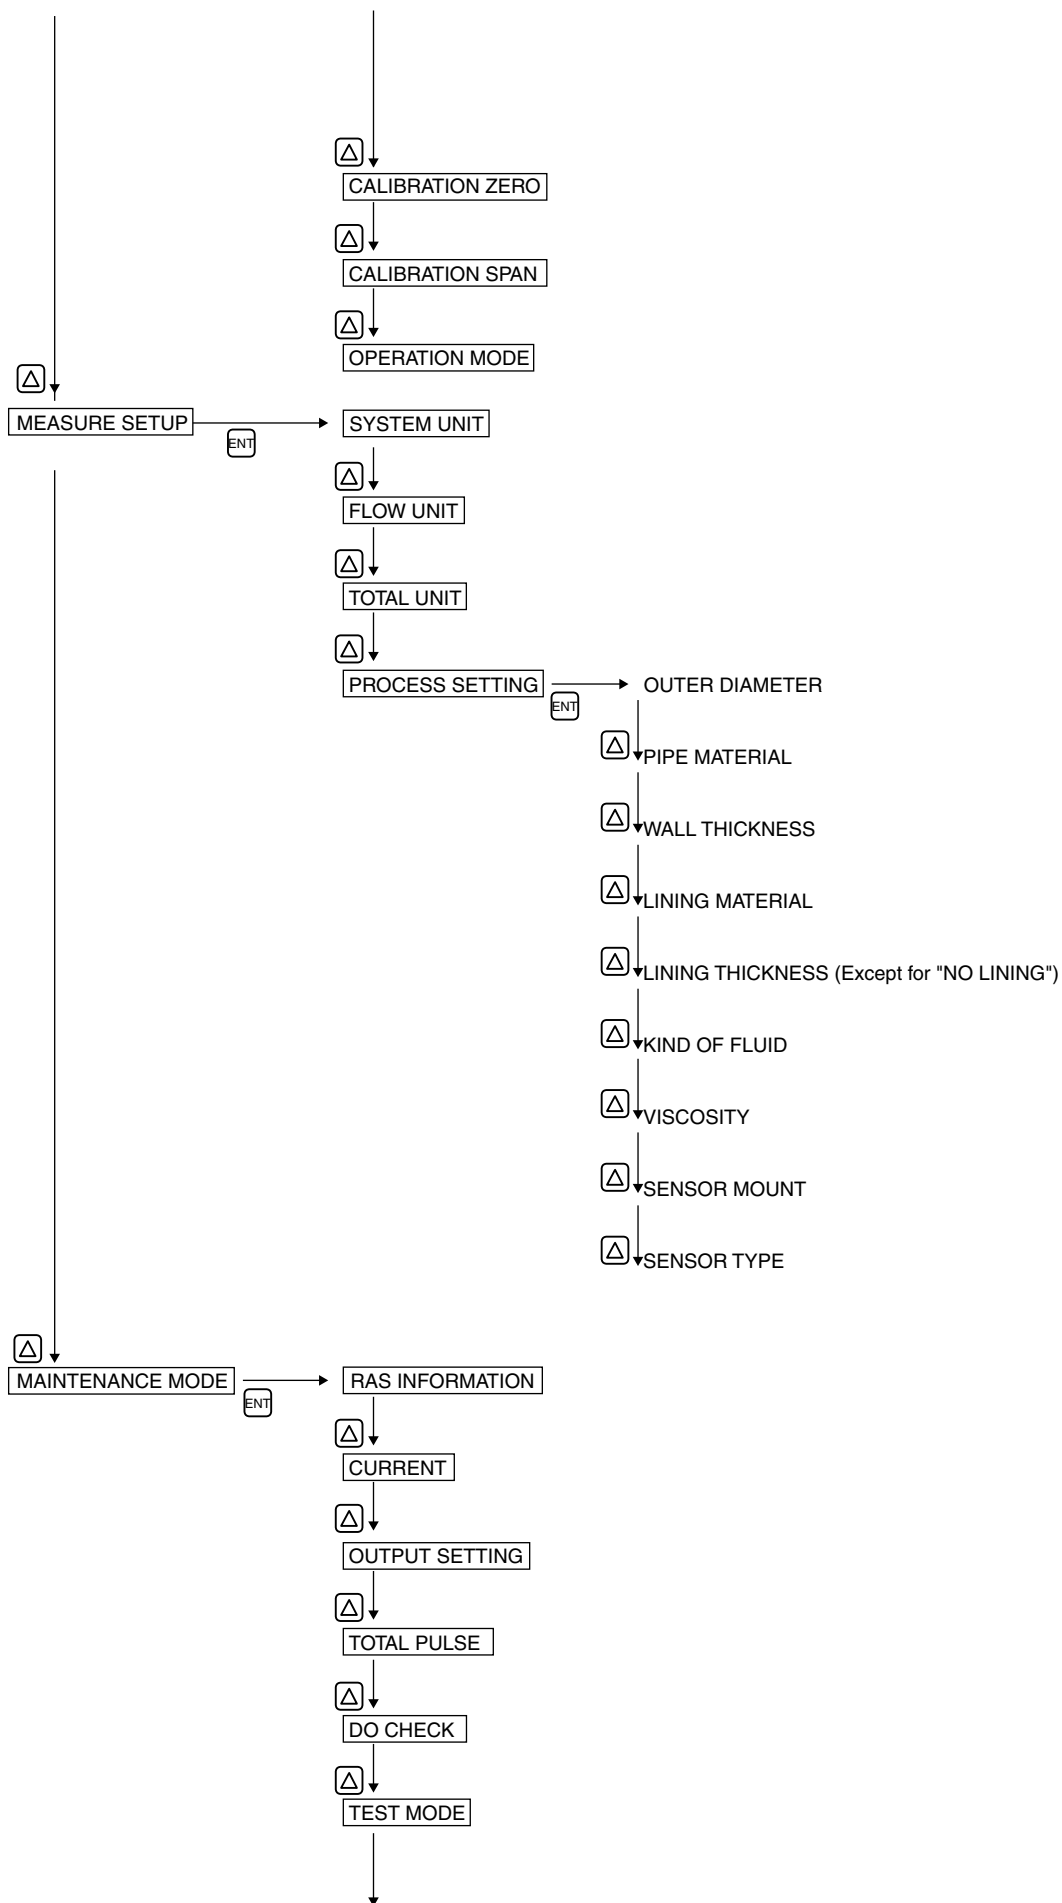 CALIBRATION ZERO
CALIBRATION SPAN
OPERATION MODE
MEASURE SETUP
ENT
SYSTEM UNIT
FLOW UNIT
TOTAL UNIT
PROCESS SETTING
ENT
OUTER DIAMETER
PIPE MATERIAL
WALL THICKNESS
LINING MATERIAL
LINING THICKNESS (Except for "NO LINING")
KIND OF FLUID
VISCOSITY
SENSOR MOUNT
SENSOR TYPE
MAINTENANCE MODE
ENT
RAS INFORMATION
CURRENT
OUTPUT SETTING
TOTAL PULSE
DO CHECK
TEST MODE